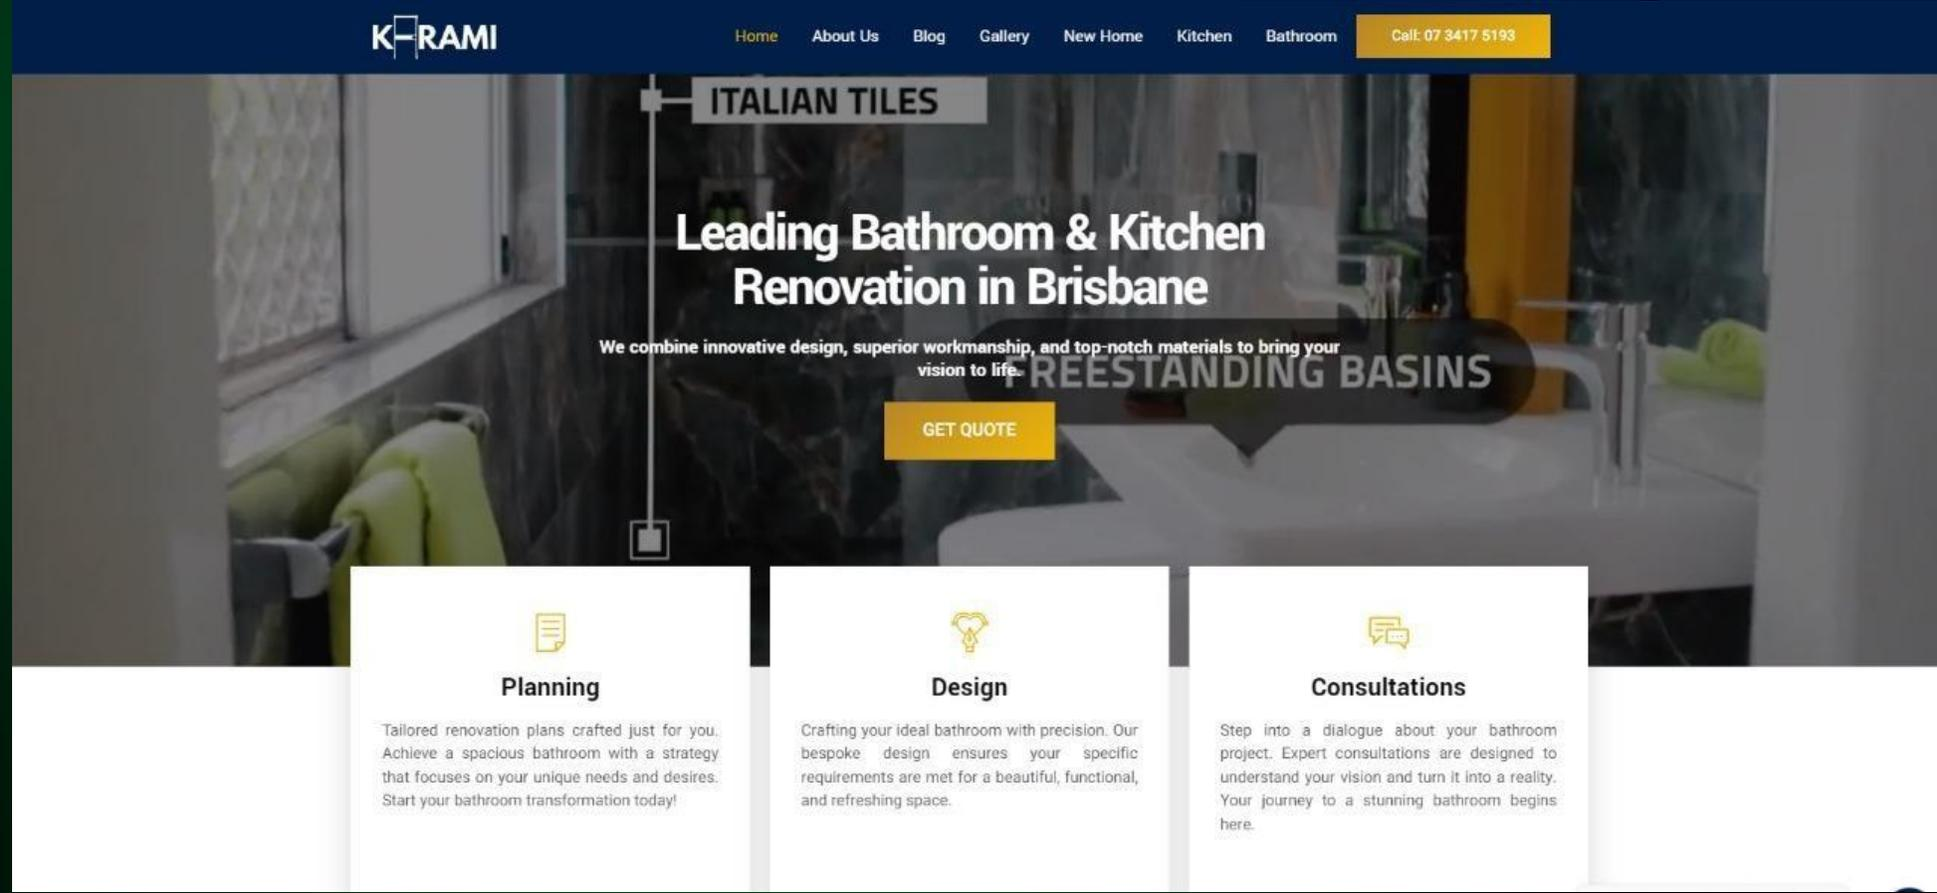 KARAMI
Home About Us Blog Gallery New Home Kitchen Bathroom Call: 07 3417 5193
ITALIAN TILES
Leading Bathroom & Kitchen
Renovation in Brisbane
We combine innovative design, superior workmanship, and top-notch materials to bring your
vision to life.
FREESTANDING BASINS
GET QUOTE
Planning
Tailored renovation plans crafted just for you.
Achieve a spacious bathroom with a strategy
that focuses on your unique needs and desires.
Start your bathroom transformation today!
Design
Crafting your ideal bathroom with precision. Our
bespoke design ensures your specific
requirements are met for a beautiful, functional,
and refreshing space.
Consultations
Step into a dialogue about your bathroom
project. Expert consultations are designed to
understand your vision and turn it into a reality.
Your journey to a stunning bathroom begins
here.